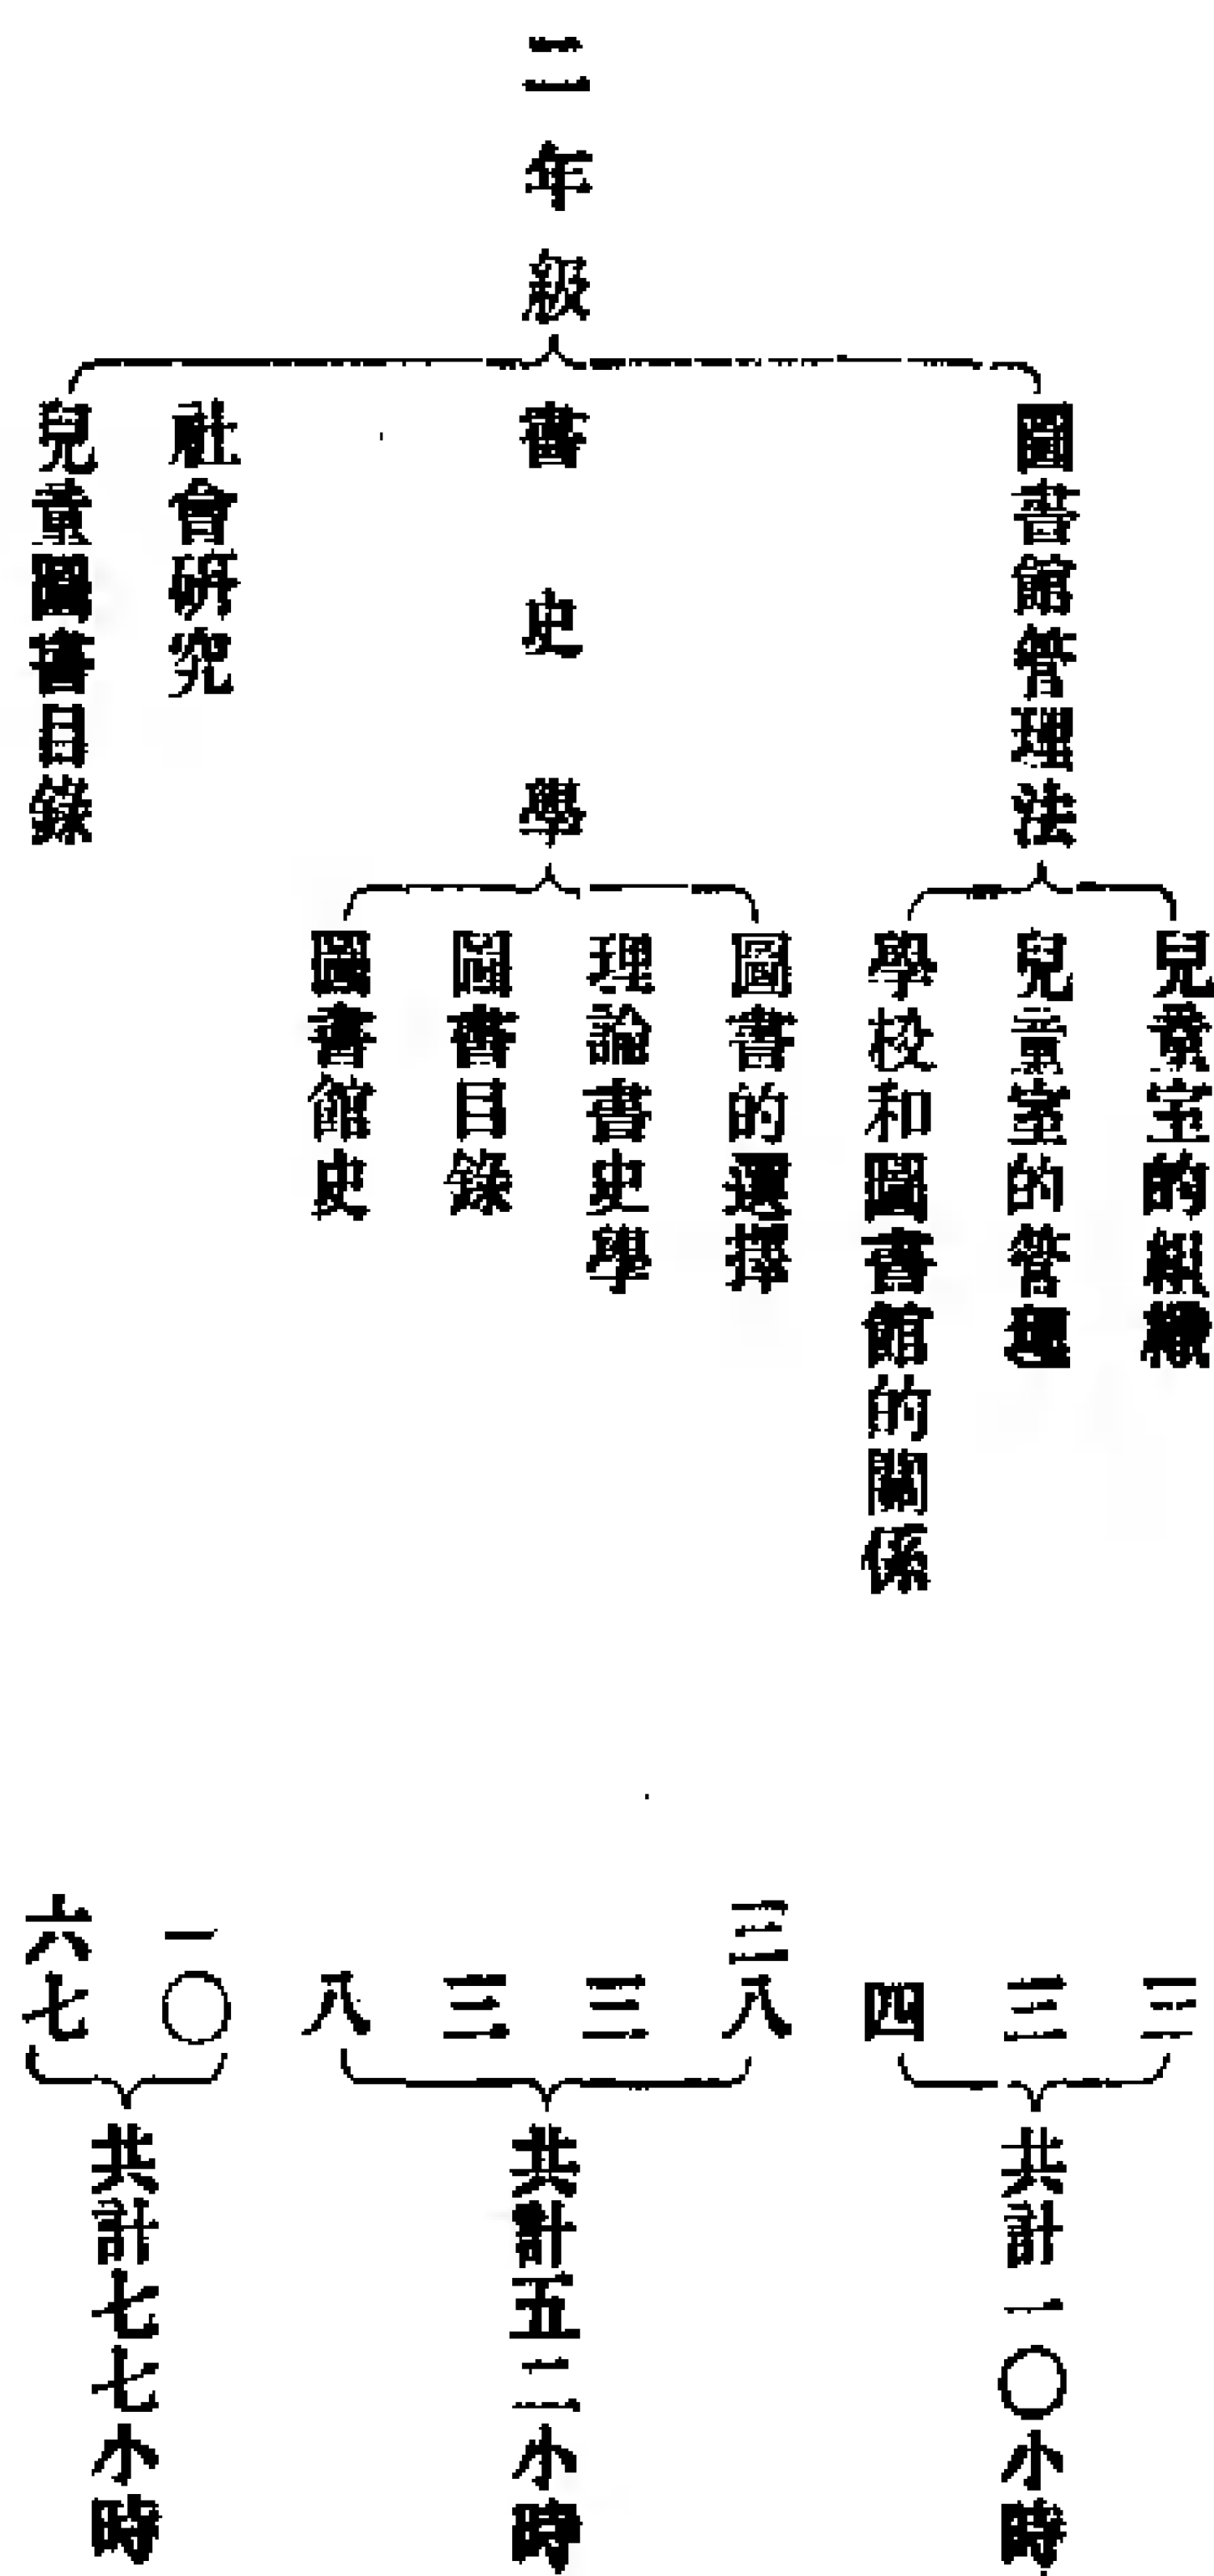 二年級
圖書館管理法
兒童室的組織
三
兒童室的管理
三
學校和圖書館的關係
四
共計一〇小時
書史學
圖書的選擇
三八
理論書史學
三
圖書目錄
三
圖書館史
八
共計五二小時
社會研究
一〇
兒童圖書目錄
六七
共計七七小時